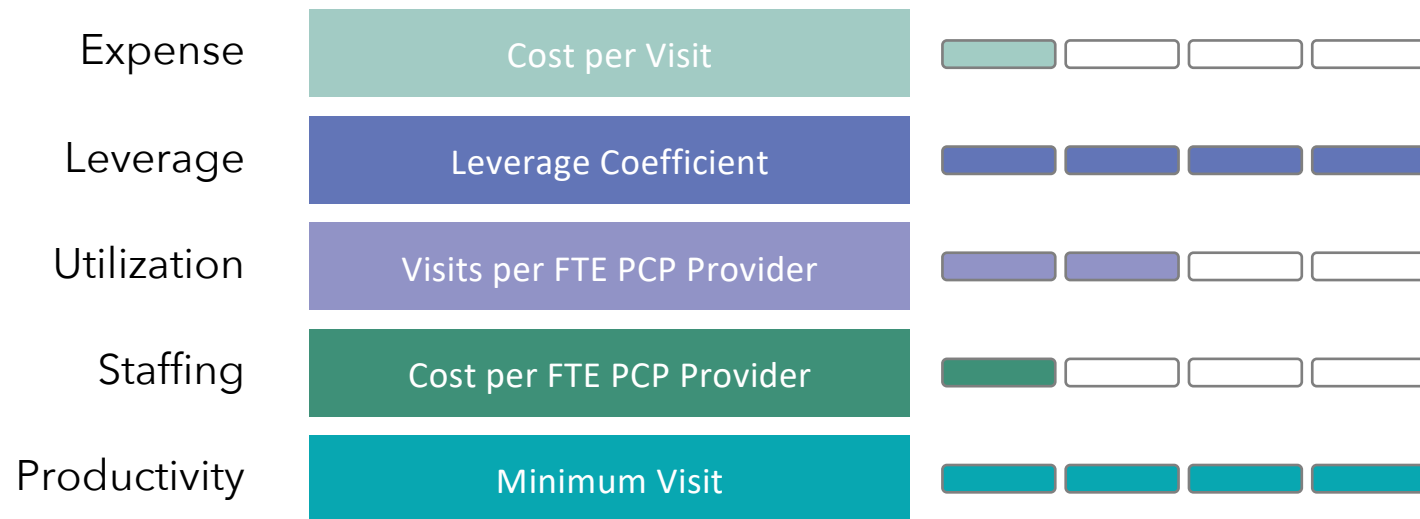 Expense
Cost per Visit
Leverage
Leverage Coefficient
Utilization
Visits per FTE PCP Provider
Staffing
Cost per FTE PCP Provider
Productivity
Minimum Visit